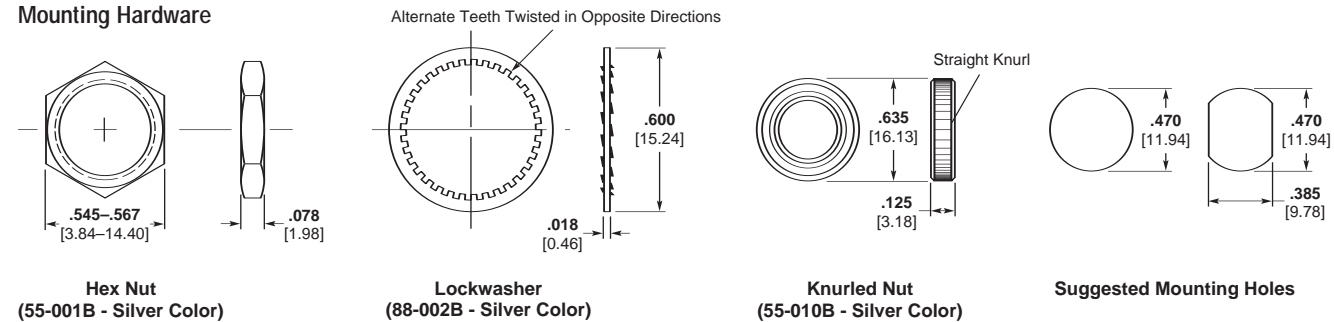 Mounting Hardware
Alternate Teeth Twisted in Opposite Directions
.545–.567
[3.84–14.40]
.078
[1.98]
Hex Nut
(55-001B - Silver Color)
.600
[15.24]
.018
[0.46]
Lockwasher
(88-002B - Silver Color)
Straight Knurl
.635
[16.13]
.125
[3.18]
Knurled Nut
(55-010B - Silver Color)
.470
[11.94]
.470
[11.94]
.385
[9.78]
Suggested Mounting Holes